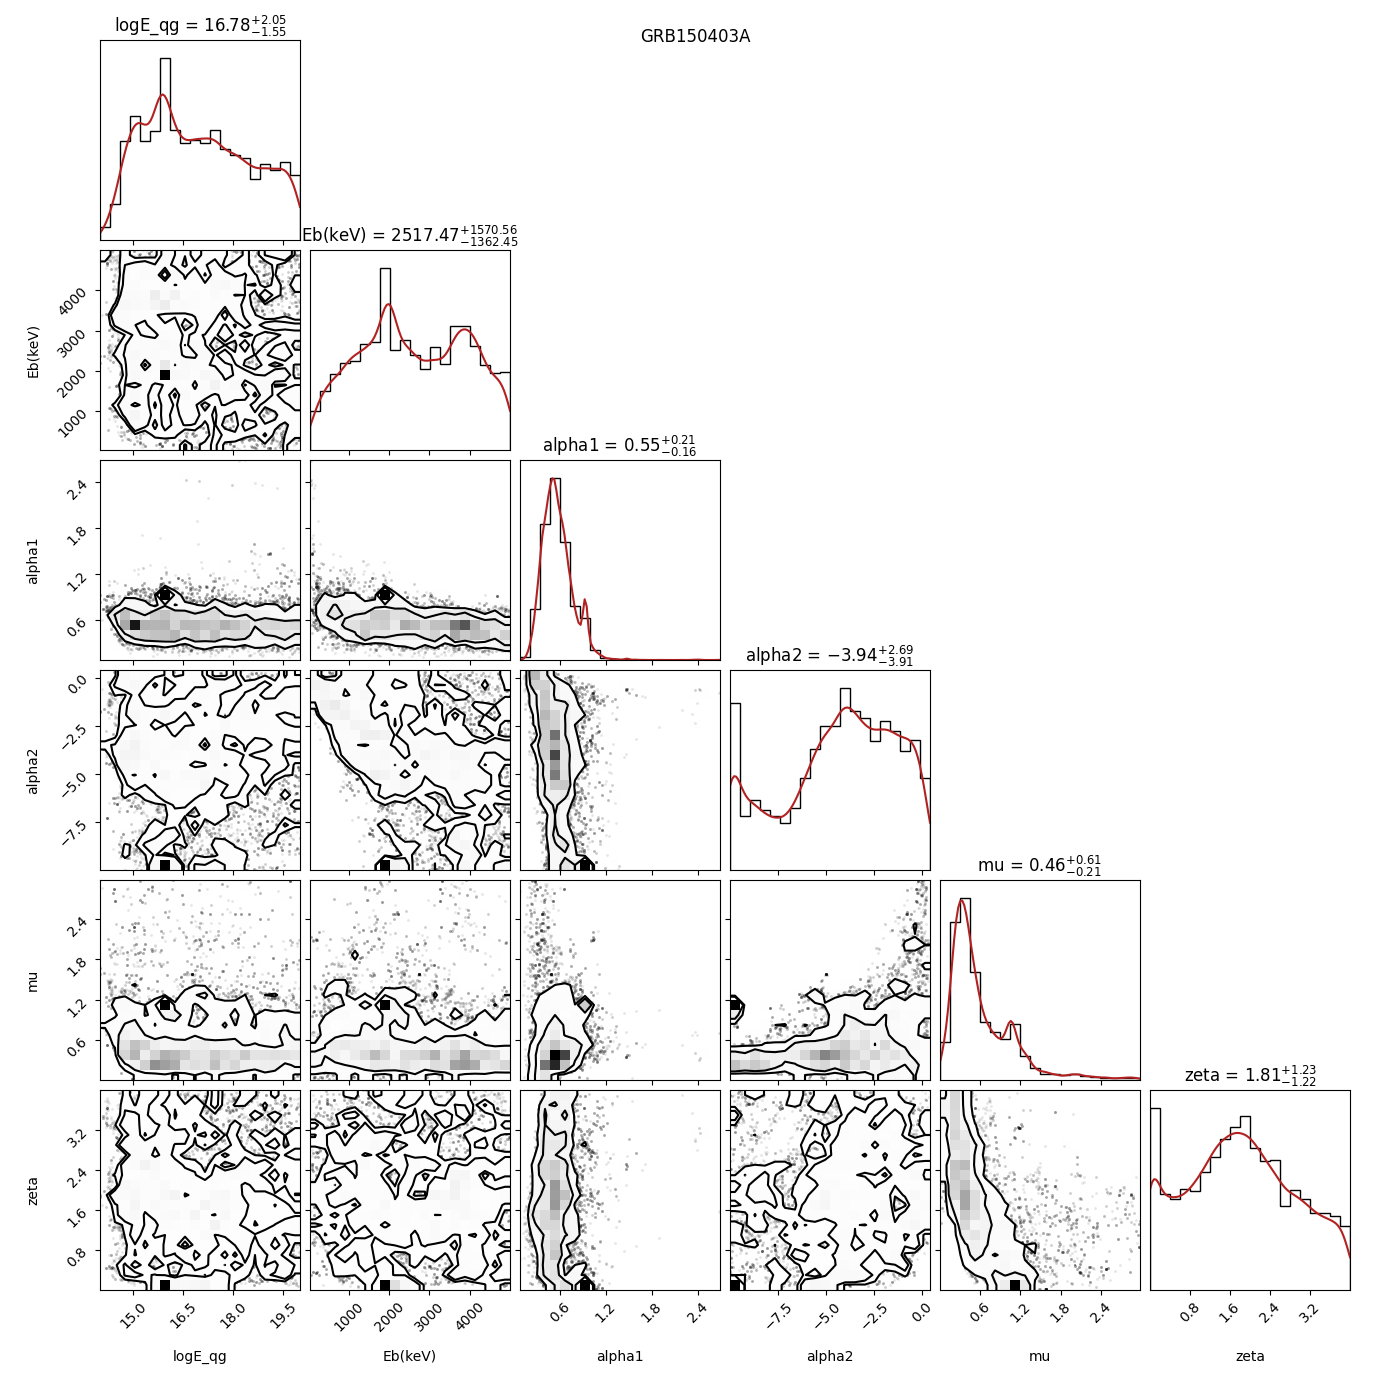 logE_qg = 16.78 +2.05 −1.55
GRB150403A
Eb(keV) = 2517.47 +1570.56 −1362.45
Eb(keV)
4000
3000
2000
1000
alpha1 = 0.55 +0.21 −0.16
alpha1
2.4
1.8
1.2
0.6
alpha2 = −3.94 +2.69 −3.91
alpha2
0.0
−2.5
−5.0
−7.5
mu = 0.46 +0.61 −0.21
mu
2.4
1.8
1.2
0.6
zeta = 1.81 +1.23 −1.22
zeta
3.2
2.4
1.6
0.8
15.0 16.5 18.0 19.5 1000 2000 3000 4000 0.6 1.2 1.8 2.4 −7.5 −5.0 −2.5 0.0 0.6 1.2 1.8 2.4 0.8 1.6 2.4 3.2
logE_qg Eb(keV) alpha1 alpha2 mu zeta